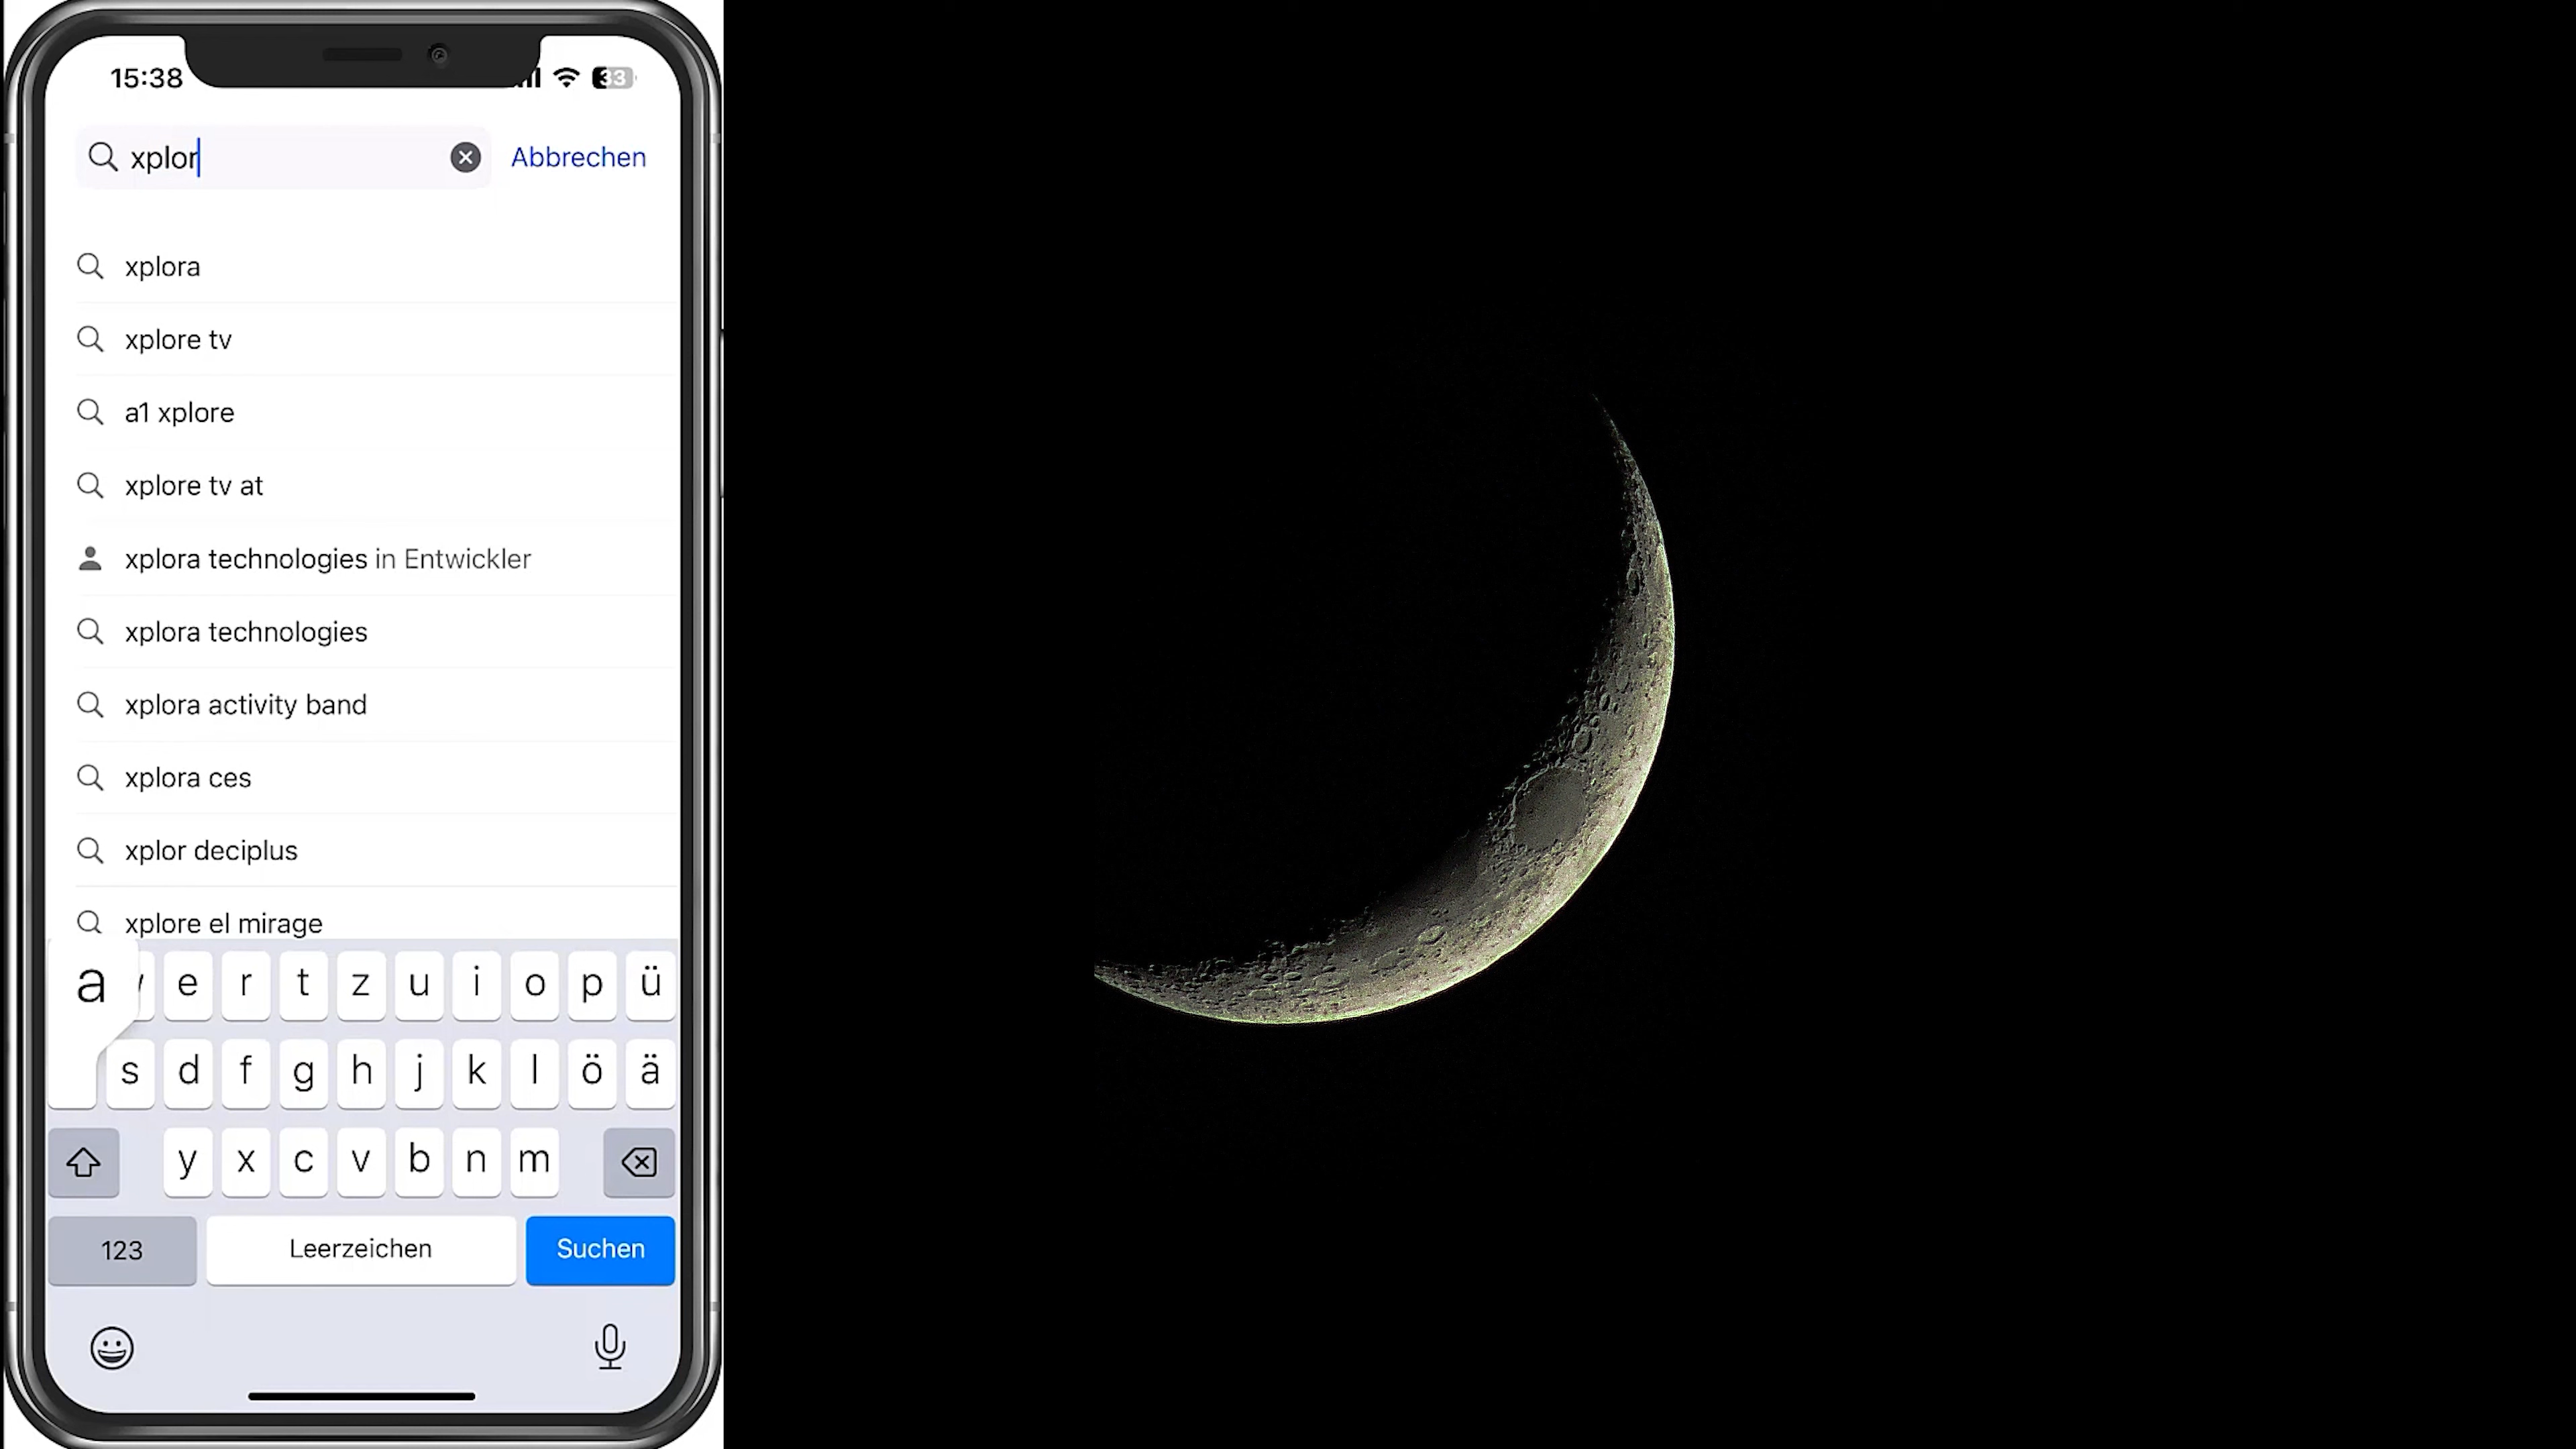 15:38
33
xplor
Abbrechen
xplora
xplore tv
a1 xplore
xplore tv at
xplora technologies in Entwickler
xplora technologies
xplora activity band
xplora ces
xplor deciplus
xplore el mirage
a e r t z u i o p ü
s d f g h j k l ö ä
y x c v b n m
123 Leerzeichen Suchen